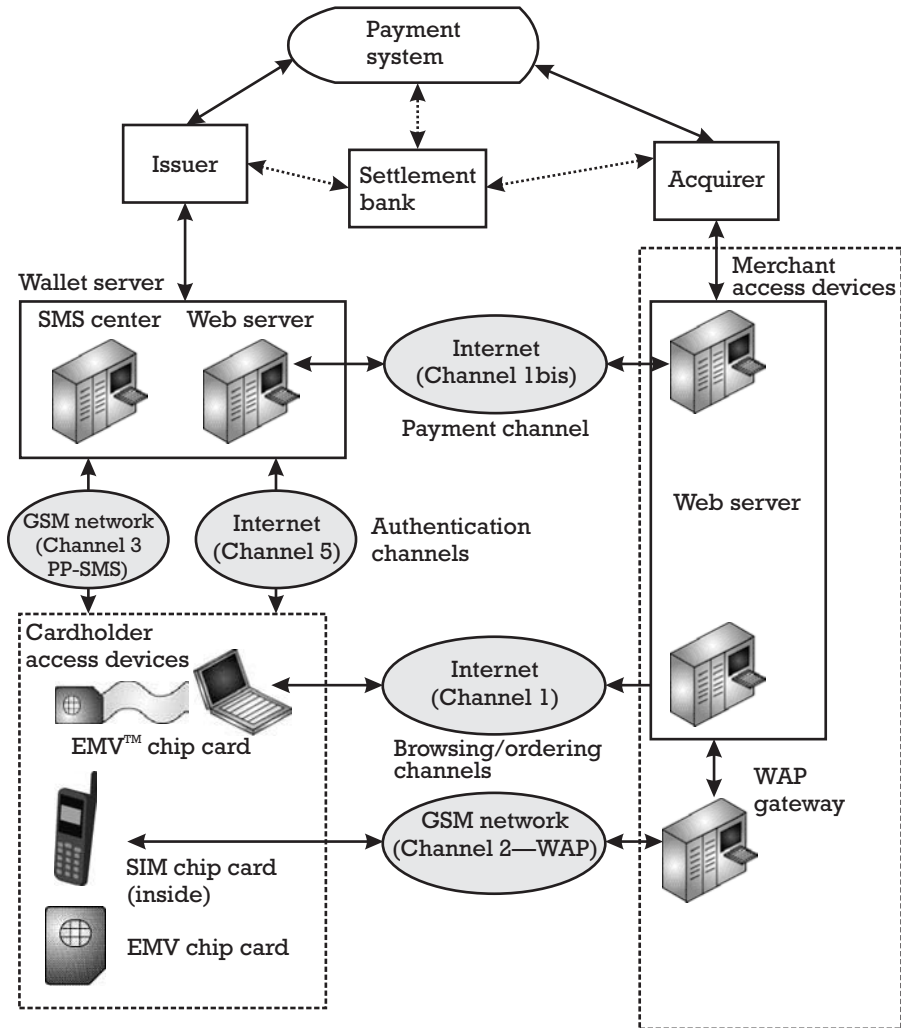 Payment
system
Issuer
Settlement
bank
Acquirer
Wallet server
Merchant
access devices
SMS center
Web server
Internet
(Channel 1bis)
Payment channel
Web server
GSM network
(Channel 3
PP-SMS)
Internet
(Channel 5)
Authentication
channels
Cardholder
access devices
Internet
(Channel 1)
EMV™ chip card
Browsing/ordering
channels
WAP
gateway
GSM network
(Channel 2—WAP)
SIM chip card
(inside)
EMV chip card